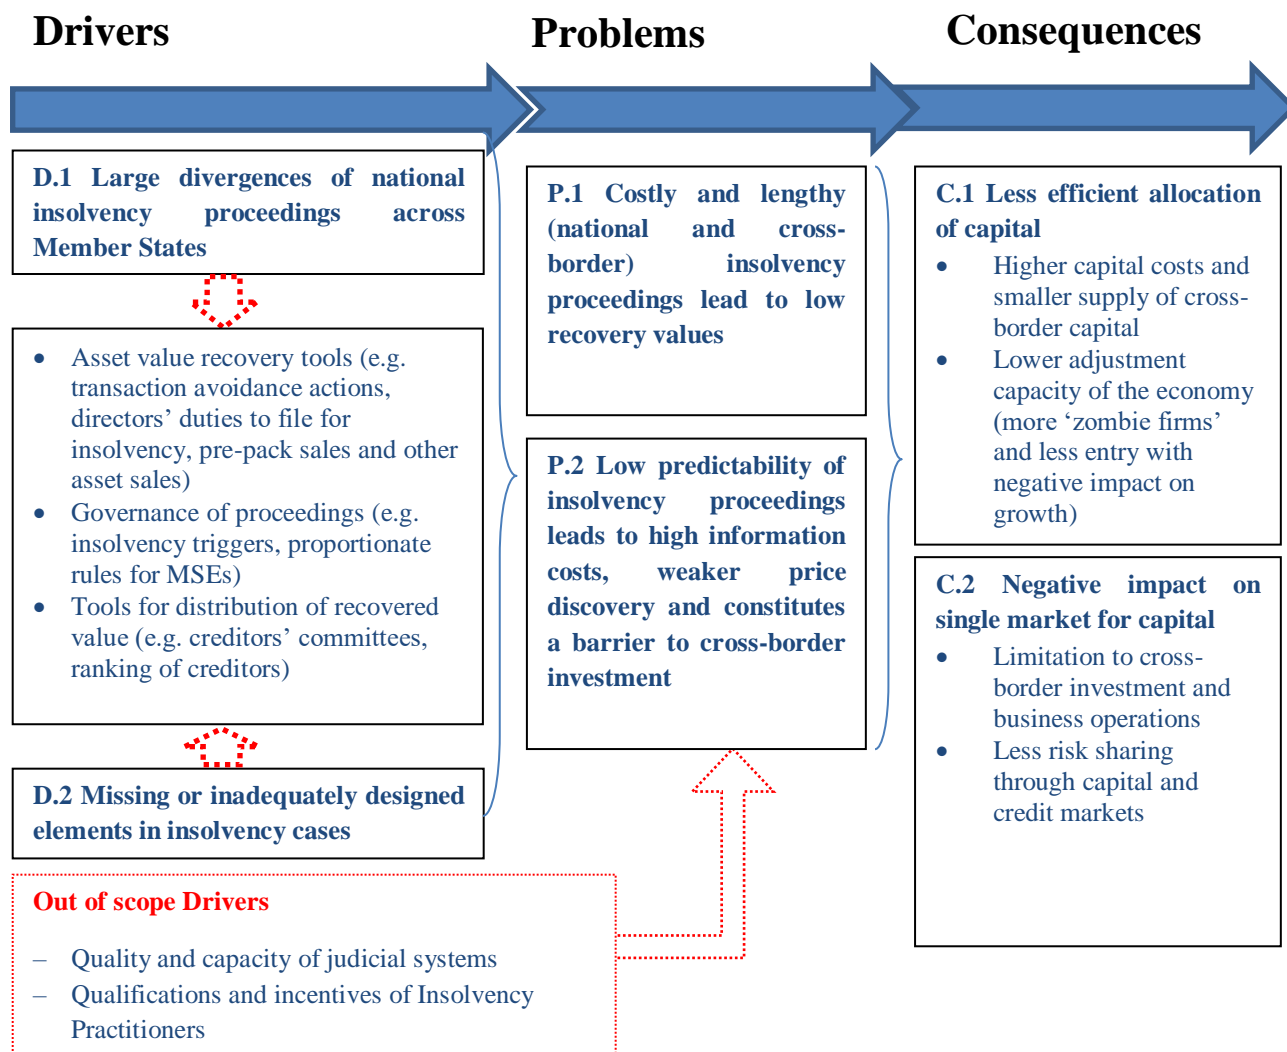 Drivers
Problems
Consequences
D.1 Large divergences of national
insolvency proceedings across
Member States
• Asset value recovery tools (e.g.
transaction avoidance actions,
directors’ duties to file for
insolvency, pre-pack sales and other
asset sales)
• Governance of proceedings (e.g.
insolvency triggers, proportionate
rules for MSEs)
• Tools for distribution of recovered
value (e.g. creditors’ committees,
ranking of creditors)
D.2 Missing or inadequately designed
elements in insolvency cases
Out of scope Drivers
– Quality and capacity of judicial systems
– Qualifications and incentives of Insolvency
Practitioners
P.1 Costly and lengthy
(national and cross-
border) insolvency
proceedings lead to low
recovery values
P.2 Low predictability of
insolvency proceedings
leads to high information
costs, weaker price
discovery and constitutes
a barrier to cross-border
investment
C.1 Less efficient allocation
of capital
• Higher capital costs and
smaller supply of cross-
border capital
• Lower adjustment
capacity of the economy
(more ‘zombie firms’
and less entry with
negative impact on
growth)
C.2 Negative impact on
single market for capital
• Limitation to cross-
border investment and
business operations
• Less risk sharing
through capital and
credit markets